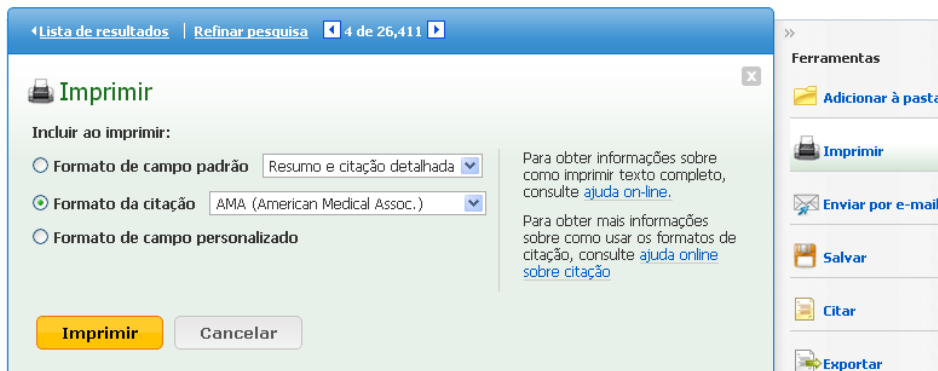 Lista de resultados | Refinar pesquisa 4 de 26,411
Imprimir
Incluir ao imprimir:
Formato de campo padrão Resumo e citação detalhada
Formato da citação AMA (American Medical Assoc.)
Formato de campo personalizado
Para obter informações sobre
como imprimir texto completo,
consulte ajuda on-line.
Para obter mais informações
sobre como usar os formatos de
citação, consulte ajuda online
sobre citação
Imprimir Cancelar
»
Ferramentas
Adicionar à pasta
Imprimir
Enviar por e-mail
Salvar
Citar
Exportar